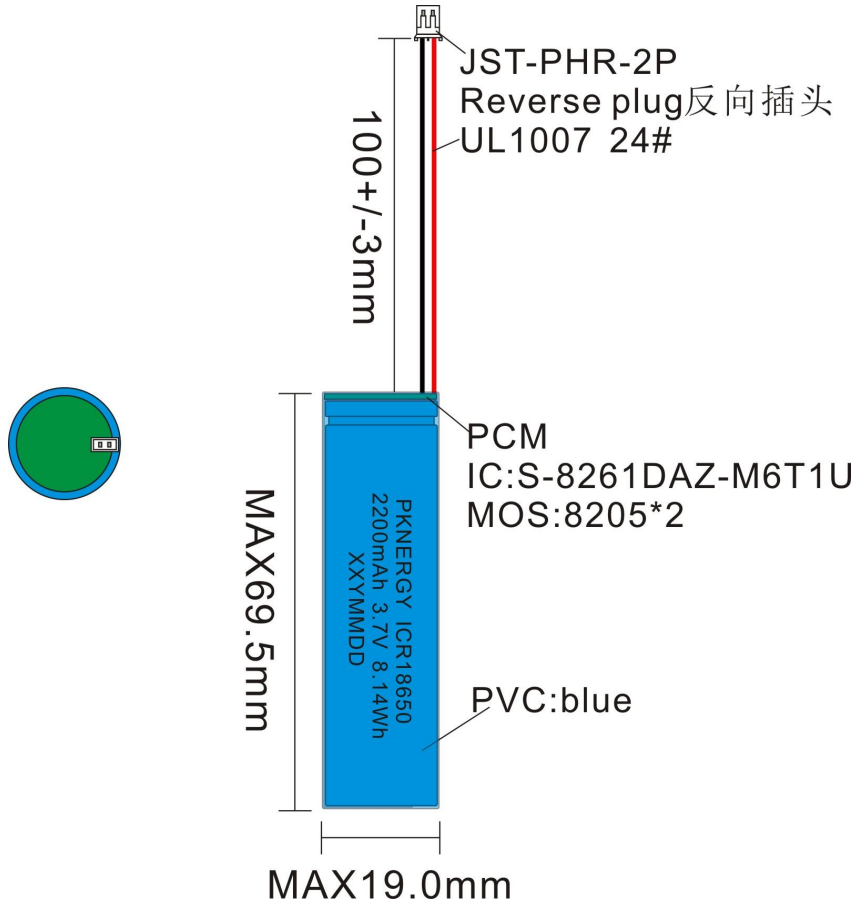 JST-PHR-2P
Reverse plug反向插头
UL1007 24#
100+/-3mm
PCM
IC:S-8261DAZ-M6T1U
MOS:8205*2
MAX69.5mm
PKNERGY ICR18650
2200mAh 3.7V 8.14Wh
XXYMMDD
PVC:blue
MAX19.0mm